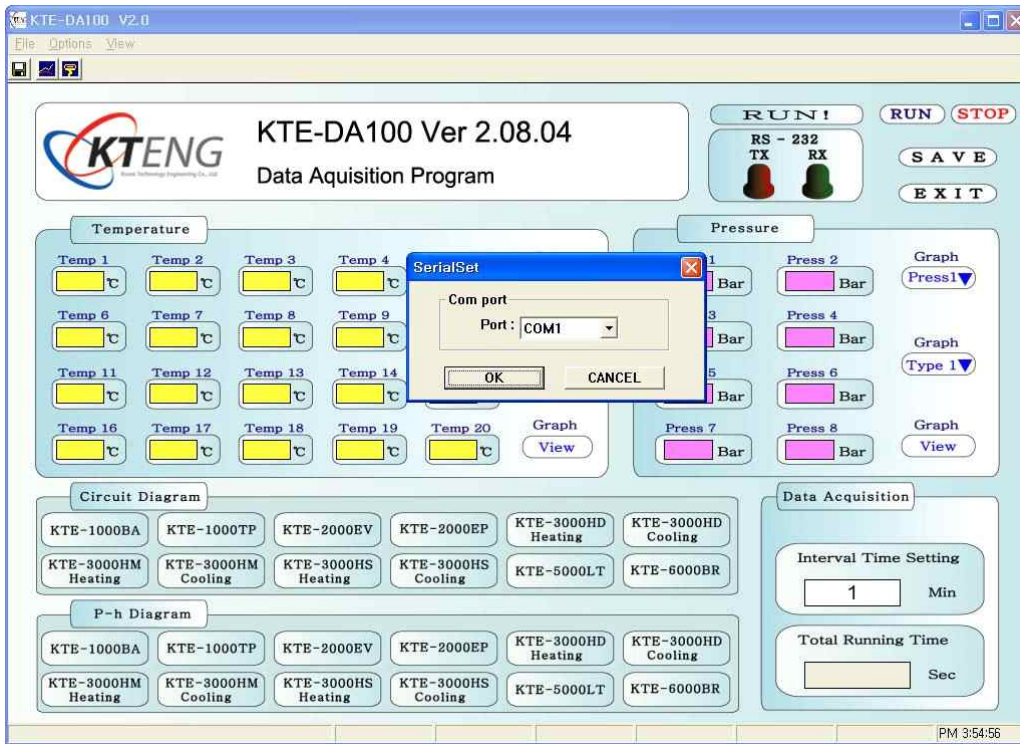 KTE-DA100 V2.0
File Options View
KTENG
Korea Technology Engineering Co., Ltd
KTE-DA100 Ver 2.08.04
Data Aquisition Program
RUN!
RS - 232
TX RX
RUN STOP
SAVE
EXIT
Temperature
Temp 1 Temp 2 Temp 3 Temp 4
℃ ℃ ℃ ℃
Temp 6 Temp 7 Temp 8 Temp 9
℃ ℃ ℃ ℃
Temp 11 Temp 12 Temp 13 Temp 14
℃ ℃ ℃ ℃
Temp 16 Temp 17 Temp 18 Temp 19 Temp 20 Graph
℃ ℃ ℃ ℃ ℃ View
SerialSet
Com port
Port : COM1
OK CANCEL
Pressure
1 Press 2 Graph
Bar Bar Press1▼
3 Press 4
Bar Bar Graph
5 Press 6 Type 1▼
Bar Bar
Press 7 Press 8 Graph
Bar Bar View
Circuit Diagram
KTE-1000BA KTE-1000TP KTE-2000EV KTE-2000EP KTE-3000HD Heating KTE-3000HD Cooling
KTE-3000HM Heating KTE-3000HM Cooling KTE-3000HS Heating KTE-3000HS Cooling KTE-5000LT KTE-6000BR
P-h Diagram
KTE-1000BA KTE-1000TP KTE-2000EV KTE-2000EP KTE-3000HD Heating KTE-3000HD Cooling
KTE-3000HM Heating KTE-3000HM Cooling KTE-3000HS Heating KTE-3000HS Cooling KTE-5000LT KTE-6000BR
Data Acquisition
Interval Time Setting
1 Min
Total Running Time
Sec
PM 3:54:56